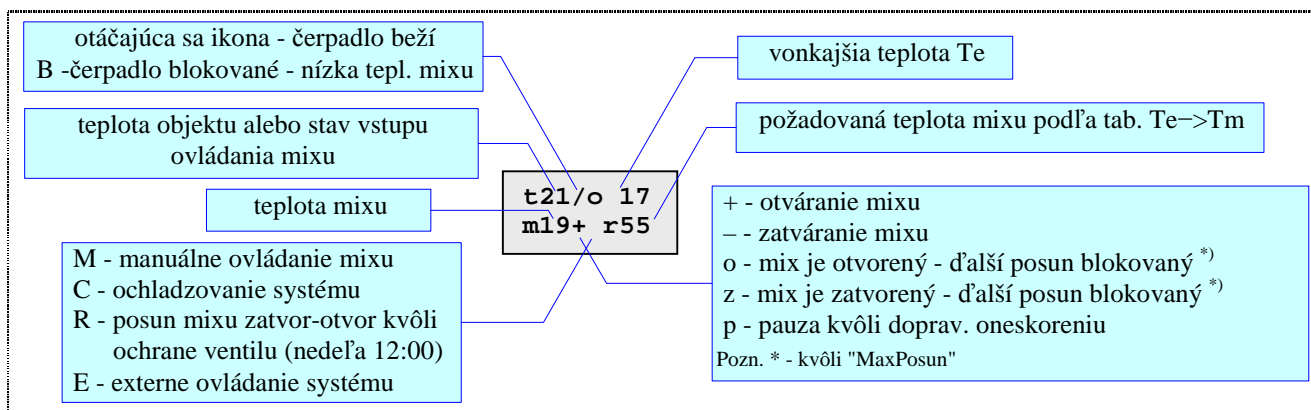 otáčajúca sa ikona - čerpadlo beží
B -čerpadlo blokované - nízka tepl. mixu
vonkajšia teplota Te
teplota objektu alebo stav vstupu
ovládania mixu
požadovaná teplota mixu podľa tab. Te−>Tm
t21/o 17
m19+ r55
teplota mixu
M - manuálne ovládanie mixu
C - ochladzovanie systému
R - posun mixu zatvor-otvor kvôli
ochrane ventilu (nedeľa 12:00)
E - externe ovládanie systému
+ - otváranie mixu
– - zatváranie mixu
o - mix je otvorený - ďalší posun blokovaný *)
z - mix je zatvorený - ďalší posun blokovaný *)
p - pauza kvôli doprav. oneskoreniu
Pozn. * - kvôli "MaxPosun"